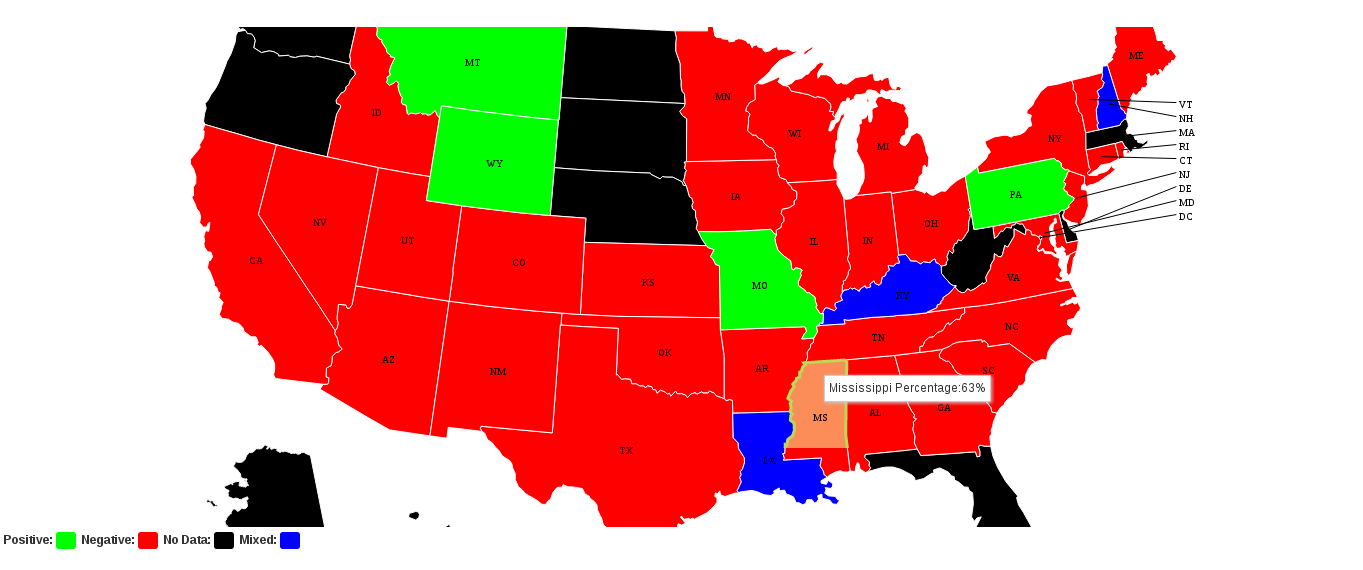 MT
ME
ID
MN
VT
NH
WI
NY
MA
MI
RI
CT
WY
NJ
DE
PA
IA
MD
DC
NV
OH
UT
IL
IN
CA
CO
VA
KS
MO
KY
NC
TN
OK
AZ
AR
NM
SC
Mississippi Percentage:63%
GA
AL
MS
TX
LA
Positive: Negative: No Data: Mixed: